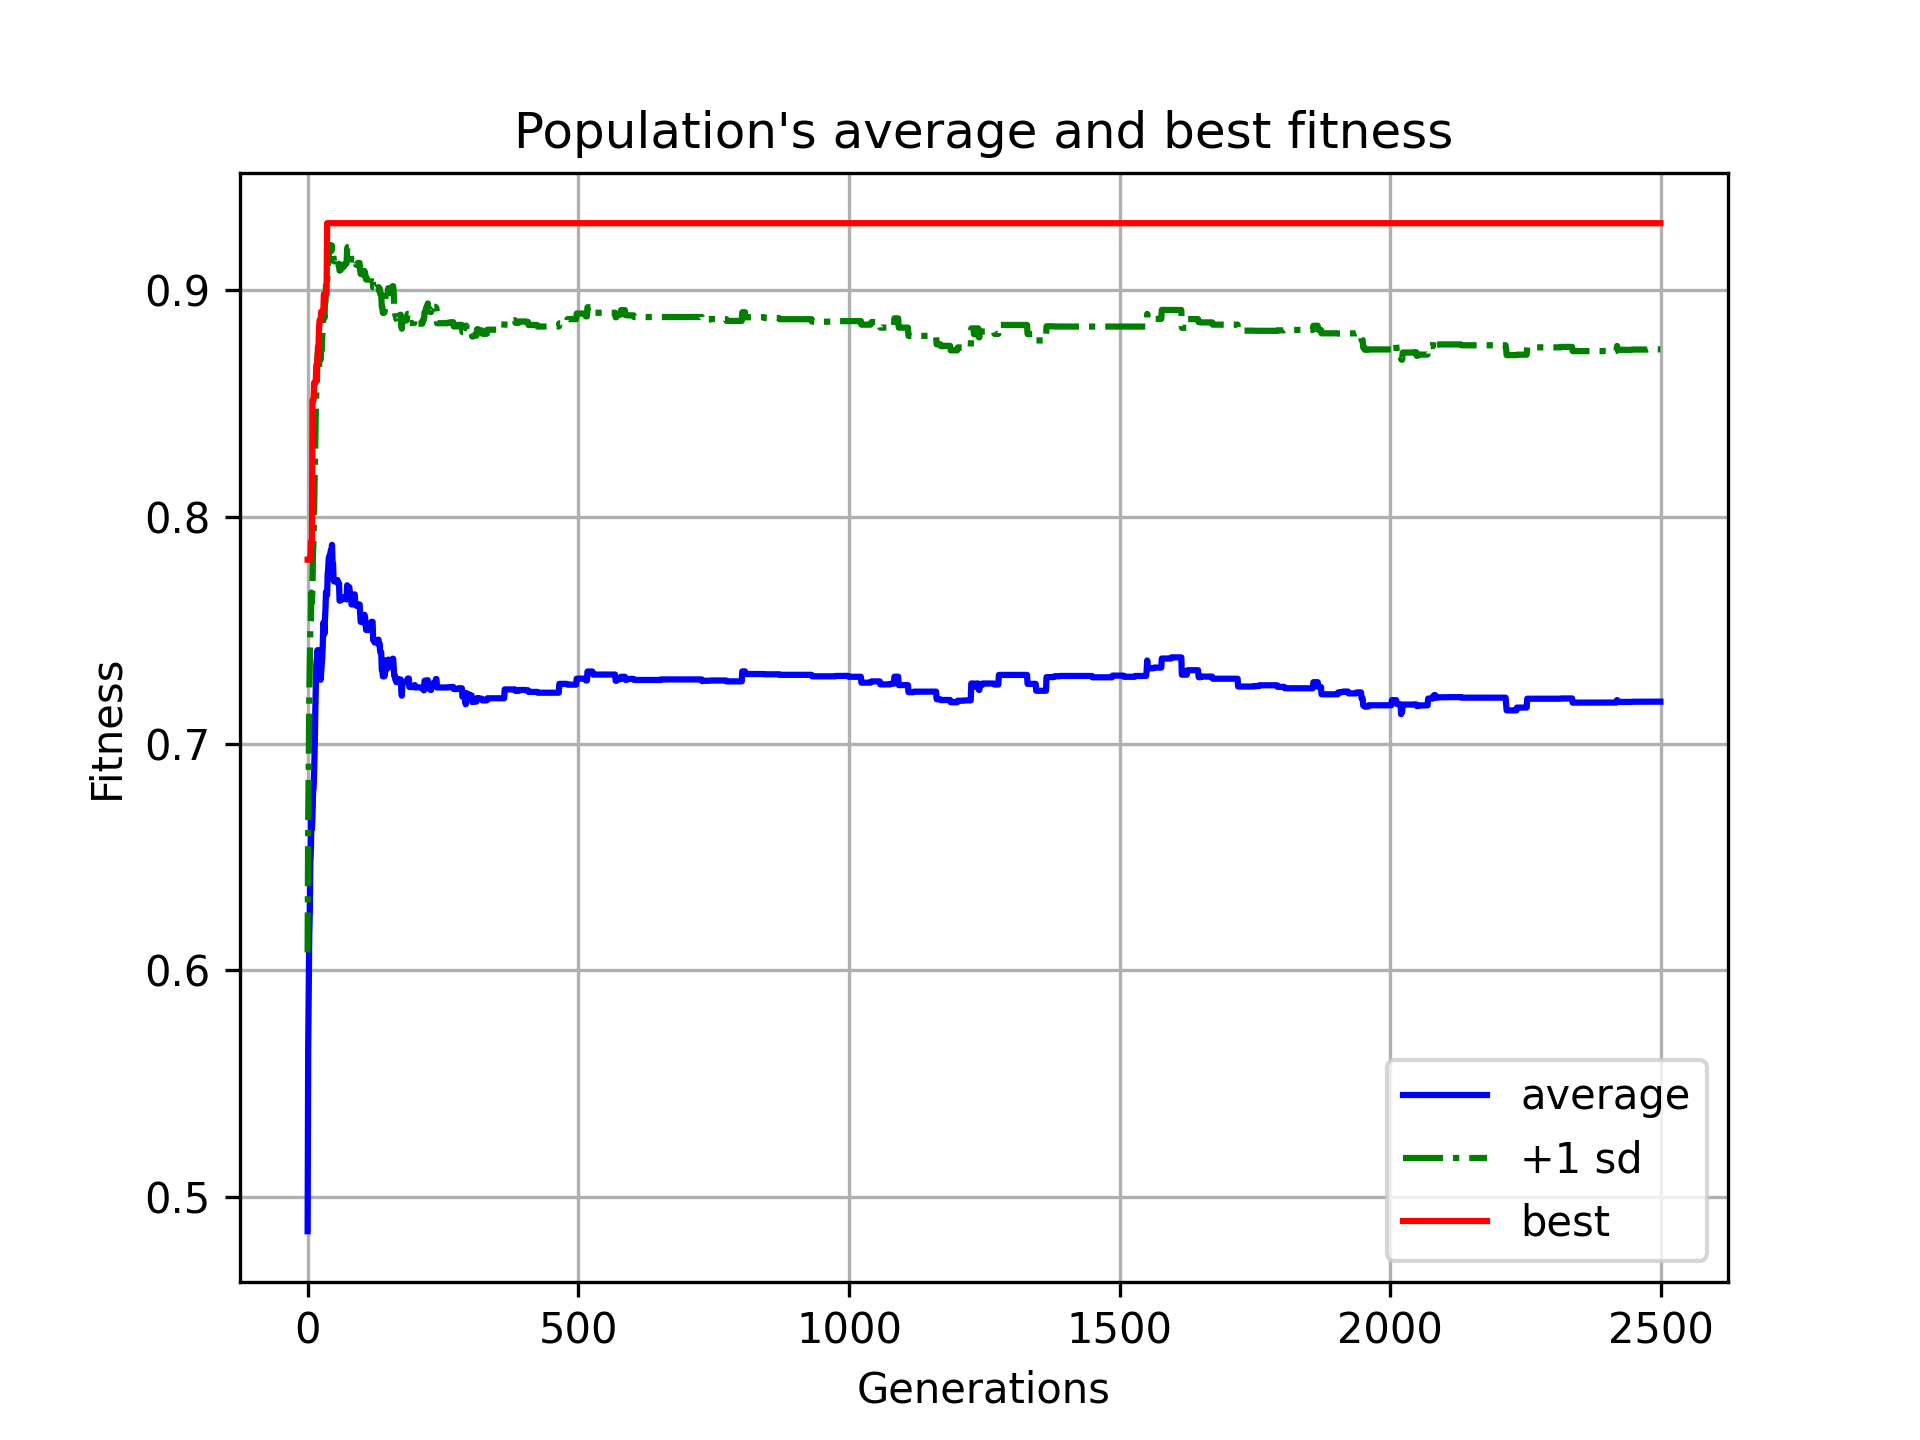 Population's average and best fitness
Fitness
0.9
0.8
0.7
0.6
0.5
0 500 1000 1500 2000 2500
Generations
average
+1 sd
best